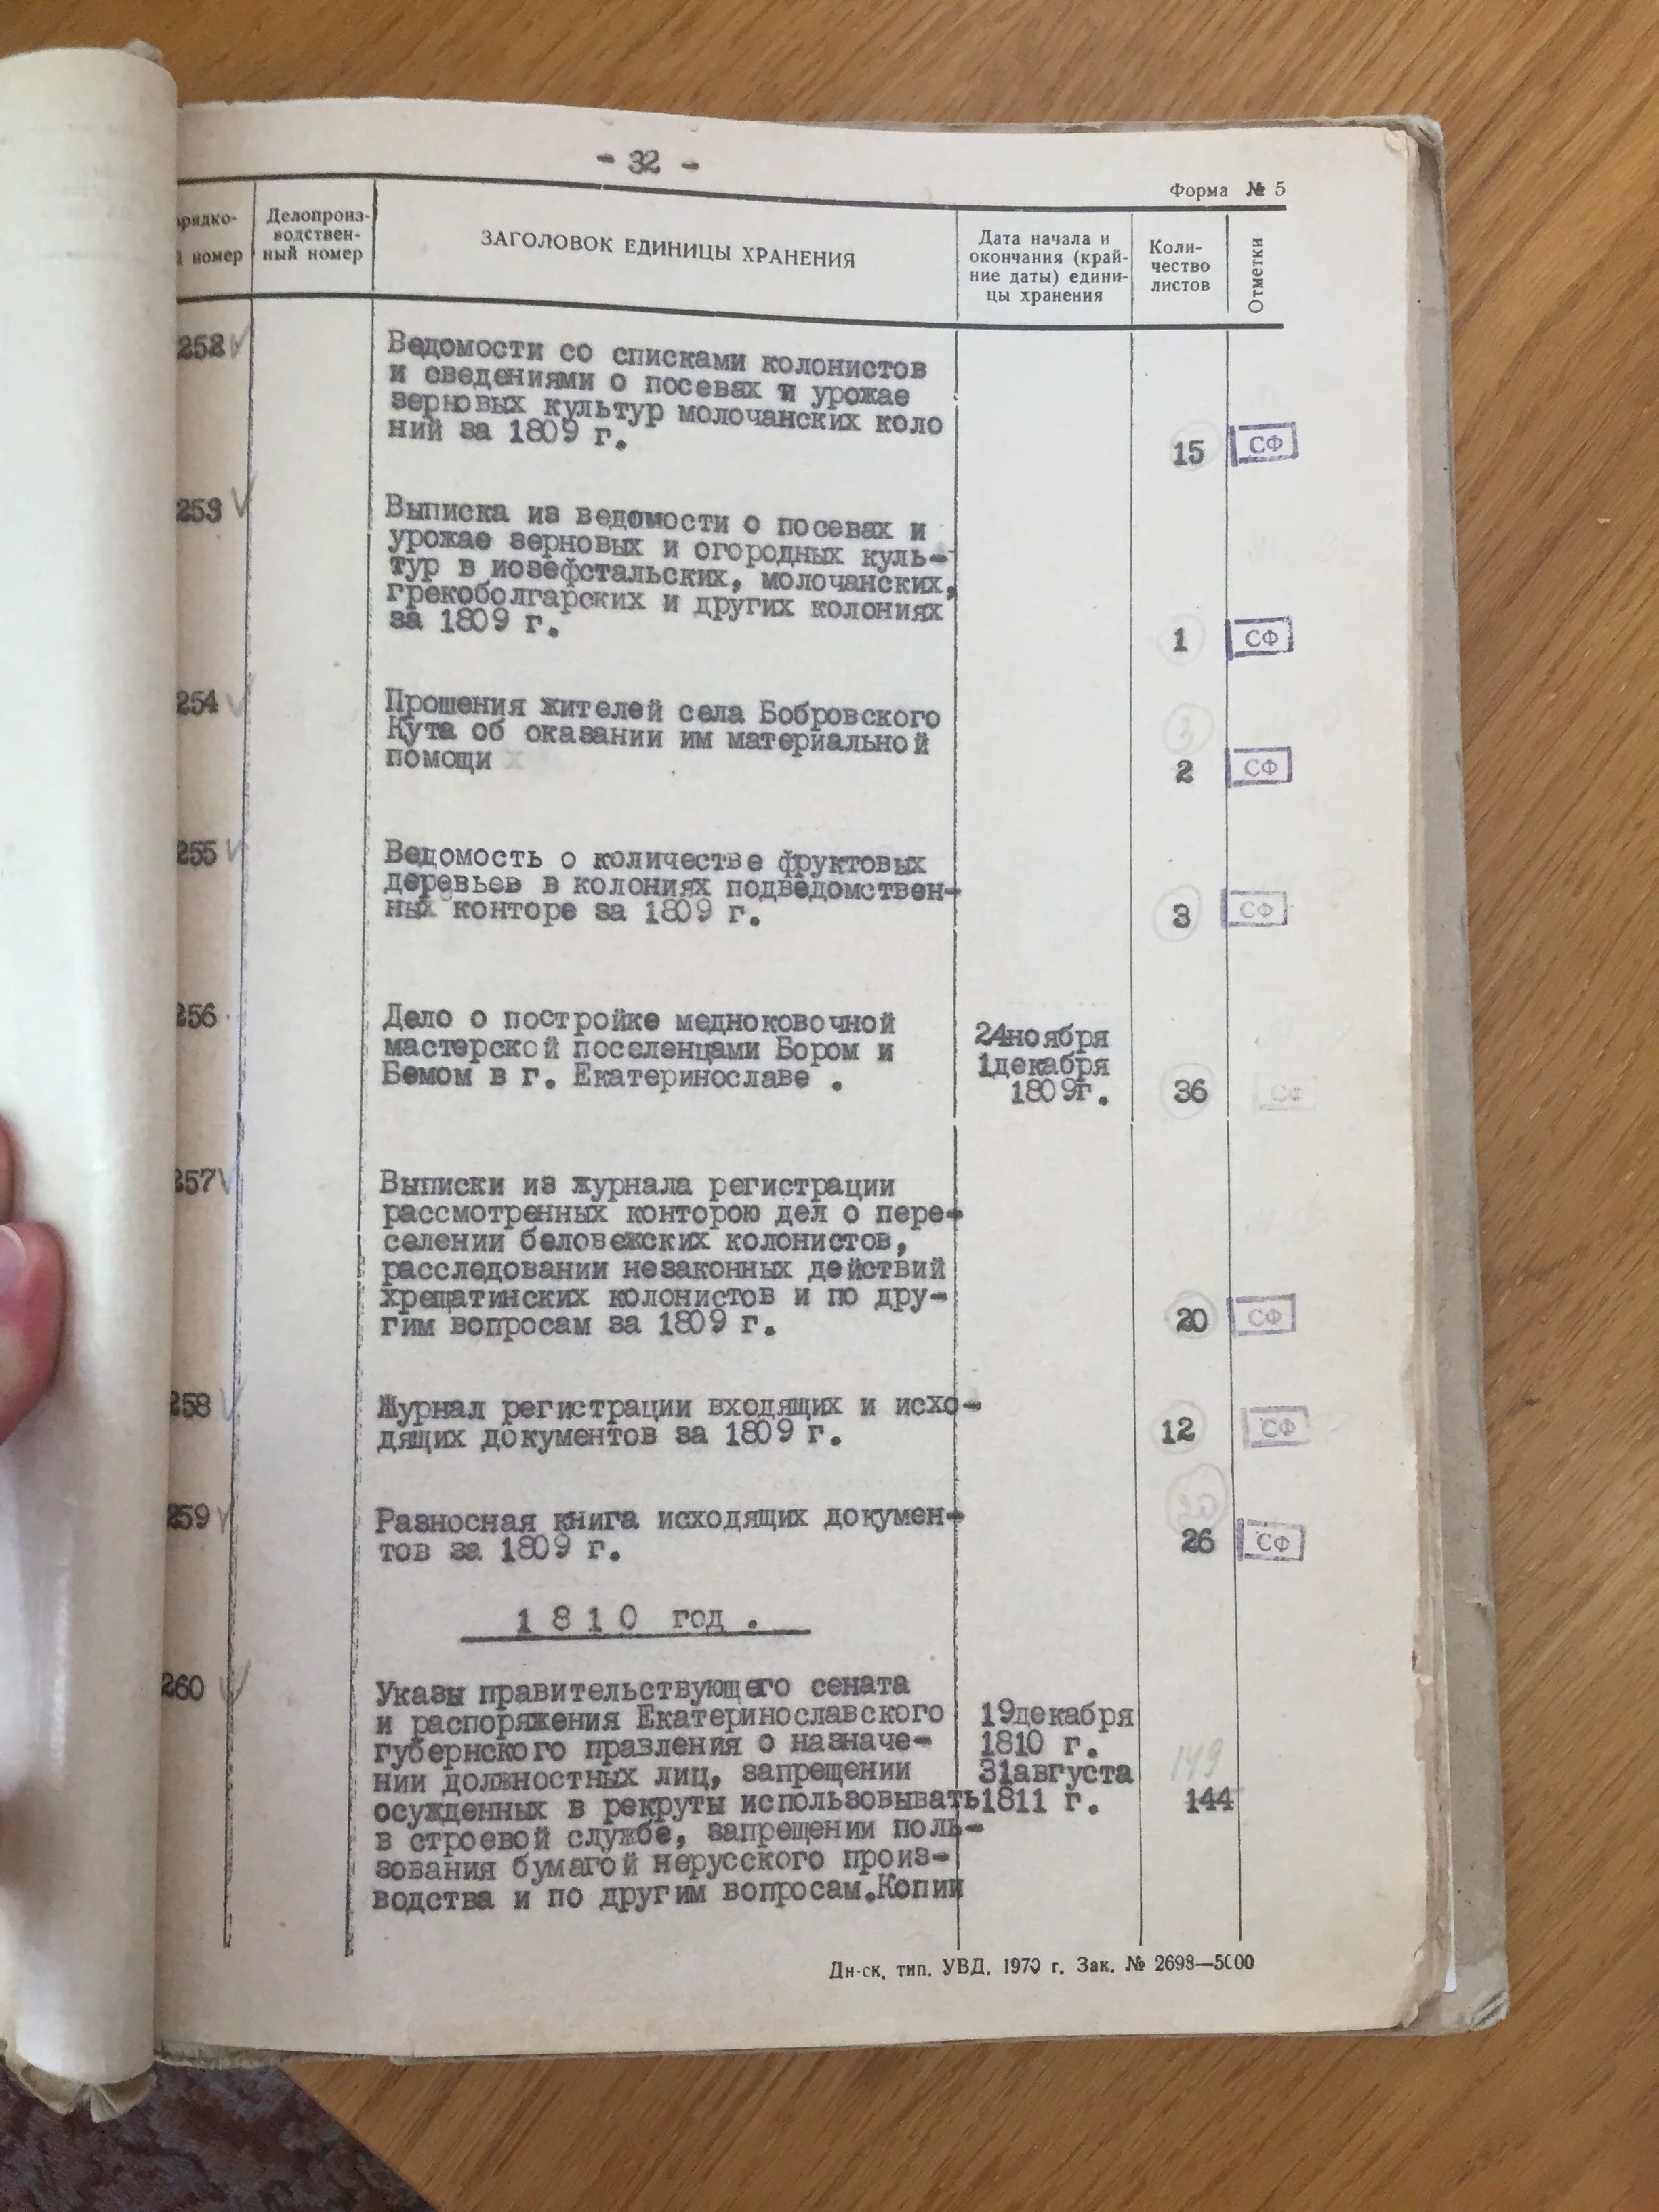 - 32 -
Форма № 5
рядко-
номер
Делопроиз-
водствен-
ный номер
ЗАГОЛОВОК ЕДИНИЦЫ ХРАНЕНИЯ
Дата начала и
окончания (край-
ние даты) едини-
цы хранения
Коли-
чество
листов
Отметки
252
Ведомости со списками колонистов
и сведениями о посевах и урожае
зерновых культур молочанских коло
ний за 1809 г.
15
СФ
253
Выписка из ведомости о посевах и
урожае зерновых и огородных куль-
тур в иозефстальских, молочанских,
грекоболгарских и других колониях
за 1809 г.
1
СФ
254
Прошения жителей села Бобровского
Кута об оказании им материальной
помощи
3
2
СФ
255
Ведомость о количестве фруктовых
деревьев в колониях подведомствен-
ных конторе за 1809 г.
3
СФ
256
Дело о постройке медноковочной
мастерской поселенцами Бором и
Бемом в г. Екатеринославе .
24ноября
1декабря
1809г.
36
СФ
257
Выписки из журнала регистрации
рассмотренных конторою дел о пере-
селении беловежских колонистов,
расследовании незаконных действий
хрещатинских колонистов и по дру-
гим вопросам за 1809 г.
20
СФ
258
Журнал регистрации входящих и исхо-
дящих документов за 1809 г.
12
СФ
259
Разносная книга исходящих докумен-
тов за 1809 г.
26
СФ
1810 год .
260
Указы правительствующего сената
и распоряжения Екатеринославского
губернского правления о назначе-
нии должностных лиц, запрещении
осужденных в рекруты использовывать
в строевой службе, запрещении поль-
зования бумагой нерусского произ-
водства и по другим вопросам.Копии
19декабря
1810 г.
31августа
1811 г.
149
144
Дн-ск, тип. УВД. 1970 г. Зак. № 2698—5000